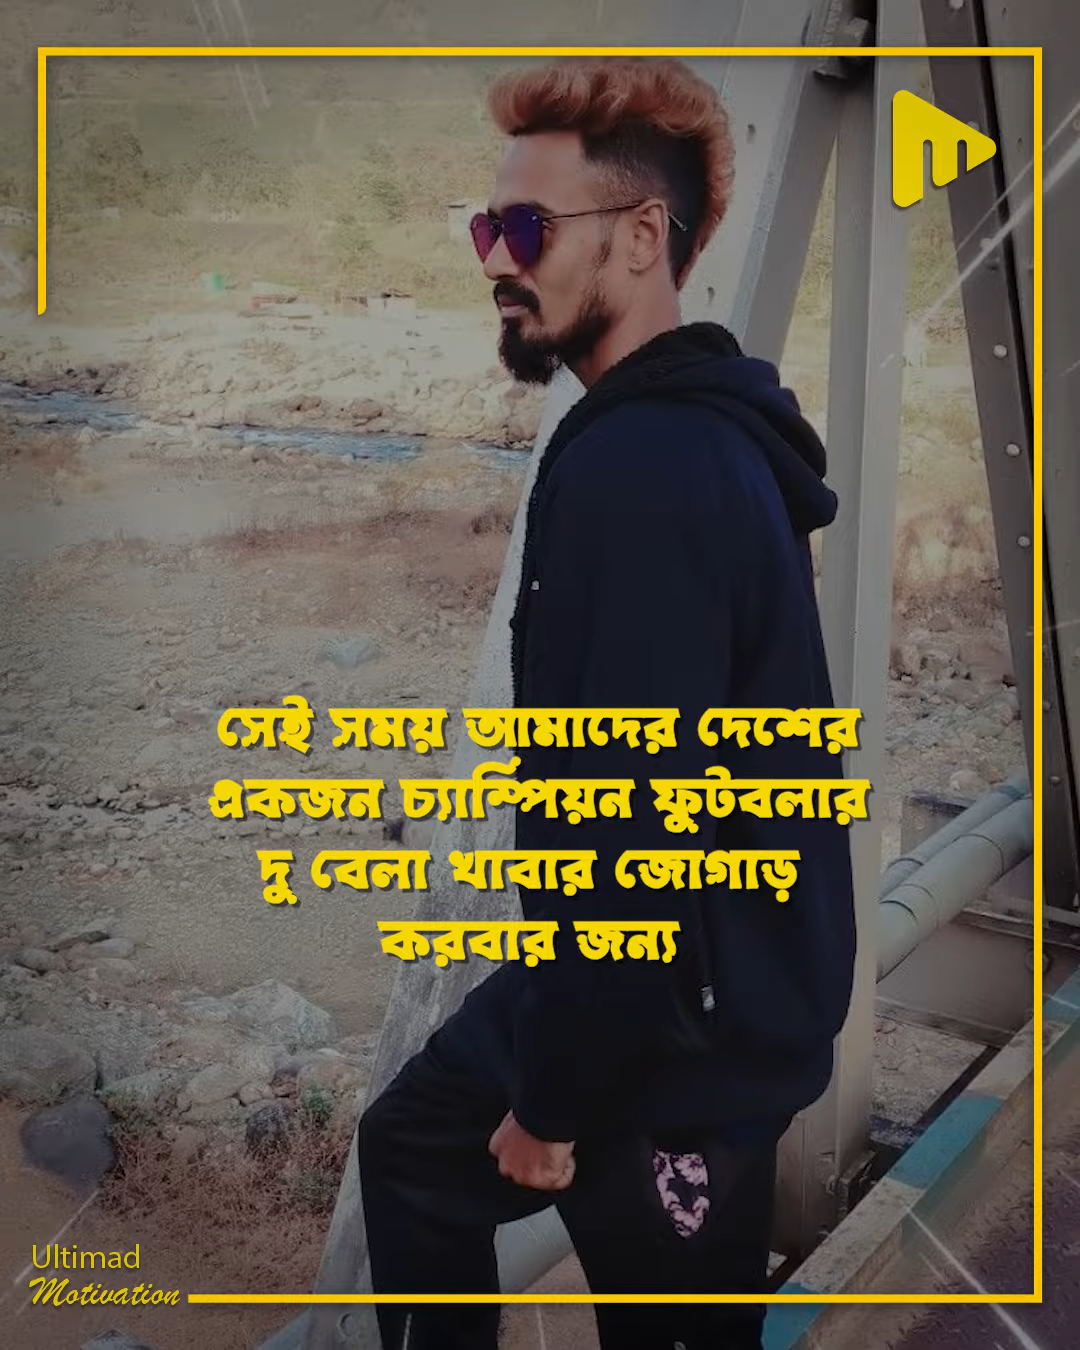 সেই সময় আমাদের দেশের
একজন চ্যাম্পিয়ন ফুটবলার
দু বেলা খাবার জোগাড়
করবার জন্য
Ultimad
Motivation